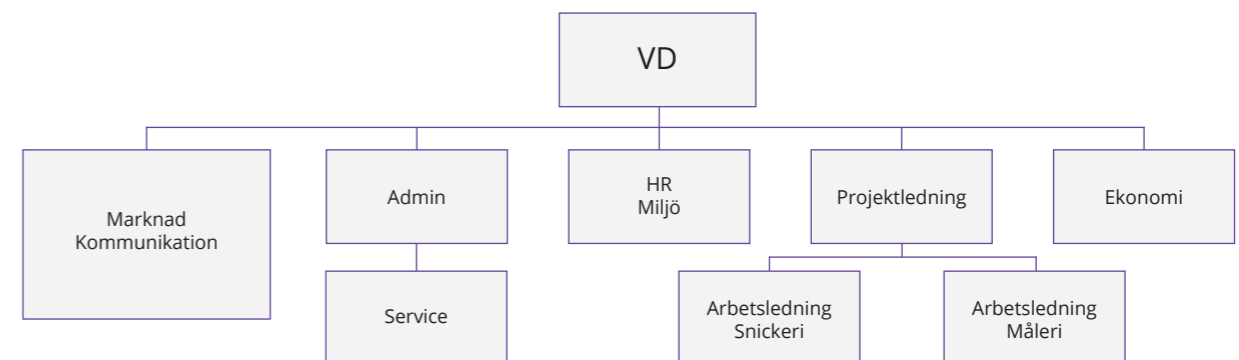 VD
Marknad
Kommunikation
Admin
HR
Miljö
Projektledning
Ekonomi
Service
Arbetsledning
Snickeri
Arbetsledning
Måleri